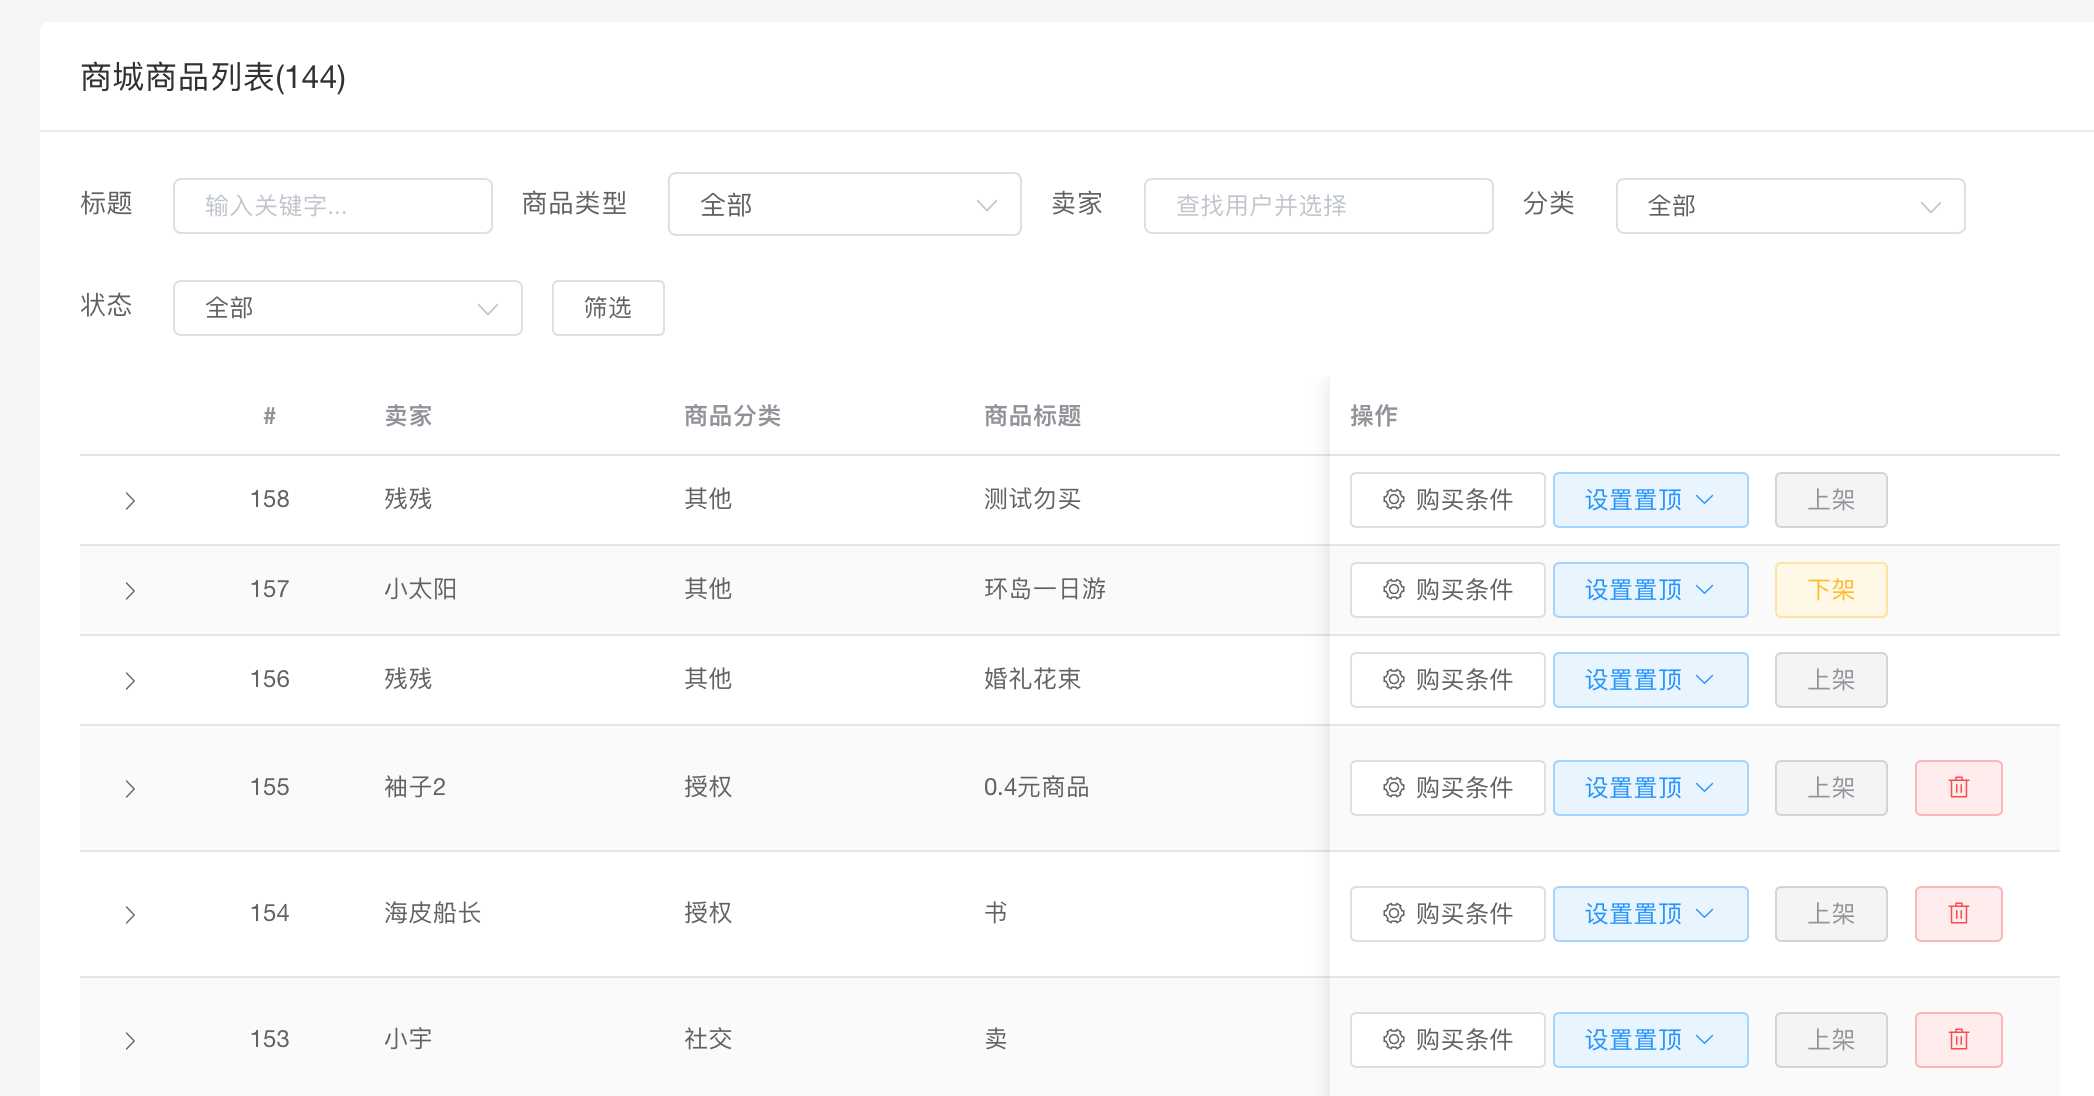 商城商品列表(144)
标题 输入关键字... 商品类型 全部 卖家 查找用户并选择 分类 全部
状态 全部 筛选
# 卖家 商品分类 商品标题 操作
158 残残 其他 测试勿买 购买条件 设置置顶 上架
157 小太阳 其他 环岛一日游 购买条件 设置置顶 下架
156 残残 其他 婚礼花束 购买条件 设置置顶 上架
155 袖子2 授权 0.4元商品 购买条件 设置置顶 上架
154 海皮船长 授权 书 购买条件 设置置顶 上架
153 小宇 社交 卖 购买条件 设置置顶 上架